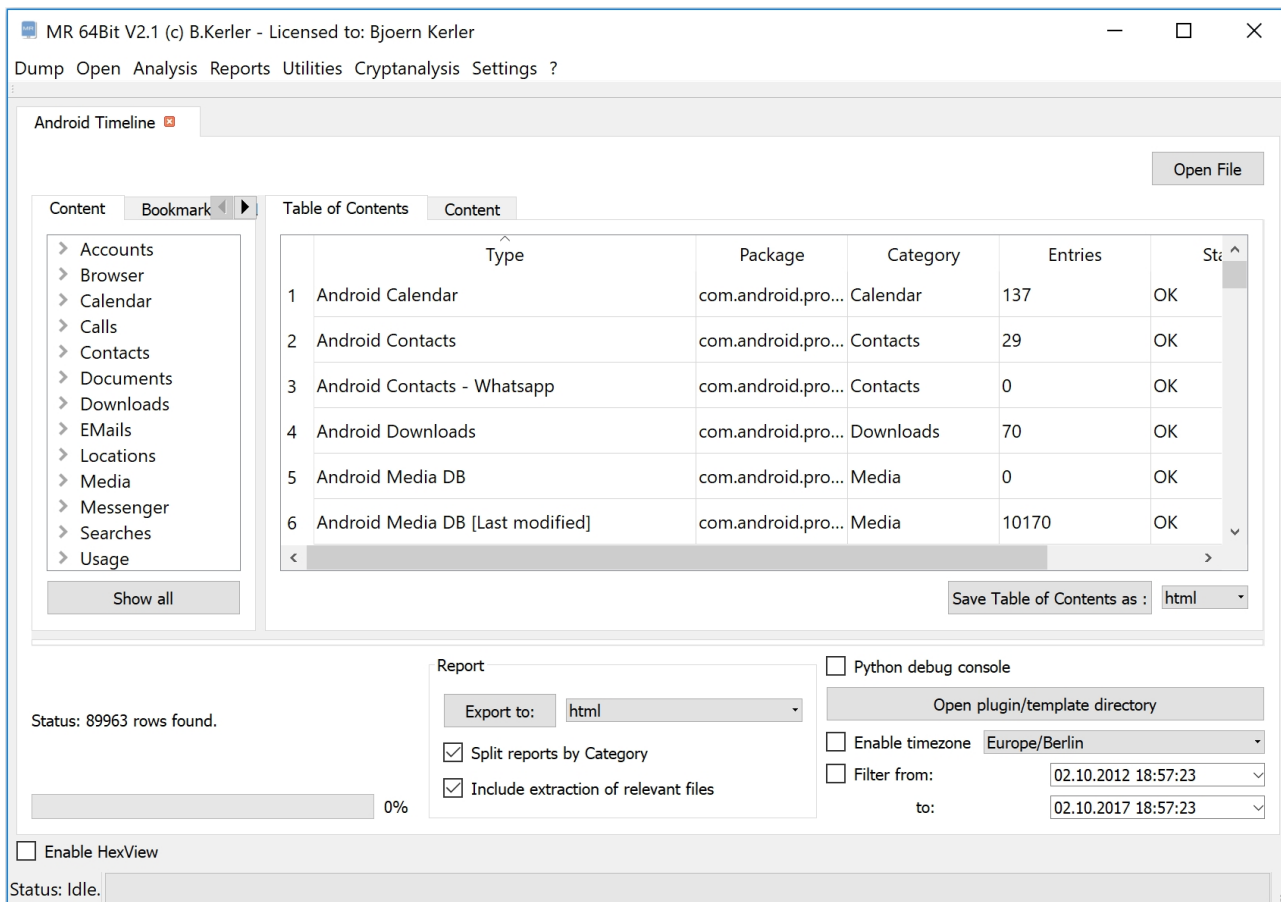 MR 64Bit V2.1 (c) B.Kerler - Licensed to: Bjoern Kerler
Dump Open Analysis Reports Utilities Cryptanalysis Settings ?
Android Timeline
Open File
Content Bookmark
Accounts
Browser
Calendar
Calls
Contacts
Documents
Downloads
EMails
Locations
Media
Messenger
Searches
Usage
Show all
Table of Contents Content
Type Package Category Entries
1 Android Calendar com.android.pro... Calendar 137 OK
2 Android Contacts com.android.pro... Contacts 29 OK
3 Android Contacts - Whatsapp com.android.pro... Contacts 0 OK
4 Android Downloads com.android.pro... Downloads 70 OK
5 Android Media DB com.android.pro... Media 0 OK
6 Android Media DB [Last modified] com.android.pro... Media 10170 OK
Save Table of Contents as : html
Status: 89963 rows found.
0%
Report
Export to: html
Split reports by Category
Include extraction of relevant files
Python debug console
Open plugin/template directory
Enable timezone Europe/Berlin
Filter from: 02.10.2012 18:57:23
to: 02.10.2017 18:57:23
Enable HexView
Status: Idle.